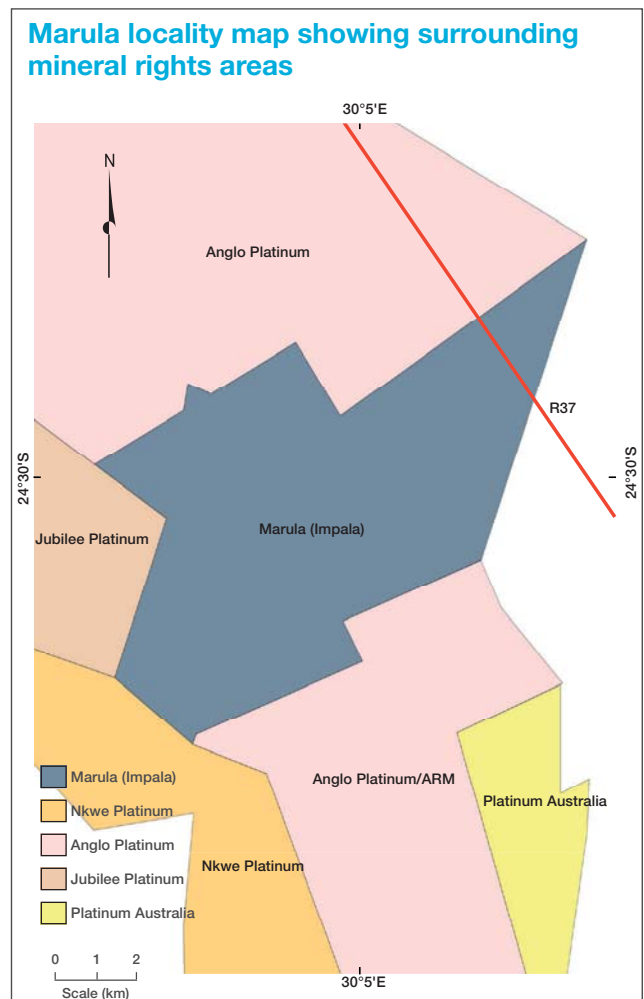 Marula locality map showing surrounding
mineral rights areas
30°5'E
N
Anglo Platinum
R37
24°30'S
24°30'S
Jubilee Platinum
Marula (Impala)
Marula (Impala)
Nkwe Platinum
Anglo Platinum
Jubilee Platinum
Platinum Australia
Anglo Platinum/ARM
Platinum Australia
Nkwe Platinum
0 1 2
Scale (km)
30°5'E